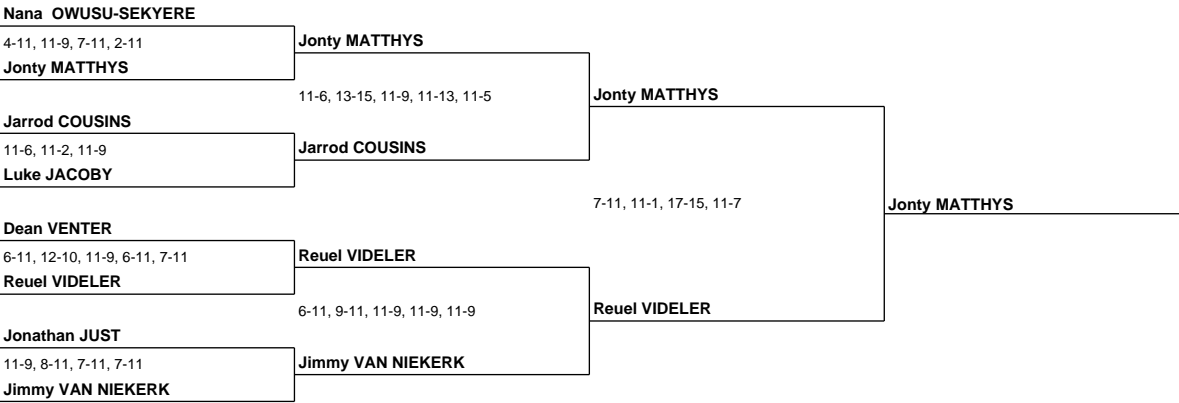 Nana  OWUSU-SEKYERE
4-11, 11-9, 7-11, 2-11
Jonty MATTHYS
Jonty MATTHYS
11-6, 13-15, 11-9, 11-13, 11-5
Jonty MATTHYS
Jarrod COUSINS
11-6, 11-2, 11-9
Jarrod COUSINS
Luke JACOBY
7-11, 11-1, 17-15, 11-7
Jonty MATTHYS
Dean VENTER
6-11, 12-10, 11-9, 6-11, 7-11
Reuel VIDELER
Reuel VIDELER
6-11, 9-11, 11-9, 11-9, 11-9
Reuel VIDELER
Jonathan JUST
11-9, 8-11, 7-11, 7-11
Jimmy VAN NIEKERK
Jimmy VAN NIEKERK